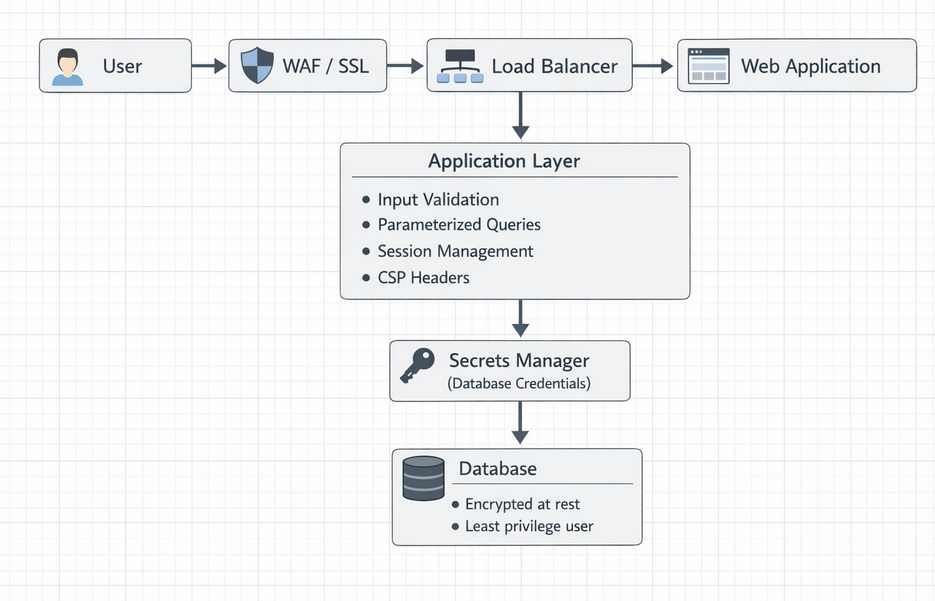 User
WAF / SSL
Load Balancer
Web Application
Application Layer
• Input Validation
• Parameterized Queries
• Session Management
• CSP Headers
Secrets Manager
(Database Credentials)
Database
• Encrypted at rest
• Least privilege user